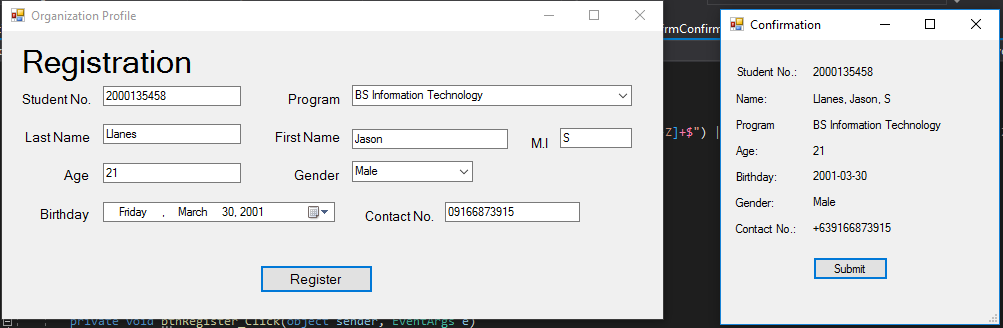 Organization Profile
Registration
Student No. 2000135458 Program BS Information Technology
Last Name Llanes First Name Jason M.I S
Age 21 Gender Male
Birthday Friday , March 30, 2001 Contact No. 09166873915
Register
rmConfirm
Z]+$") |
private void btnRegister_Click(object sender, EventArgs e)
Confirmation
Student No.: 2000135458
Name: Llanes, Jason, S
Program BS Information Technology
Age: 21
Birthday: 2001-03-30
Gender: Male
Contact No.: +639166873915
Submit